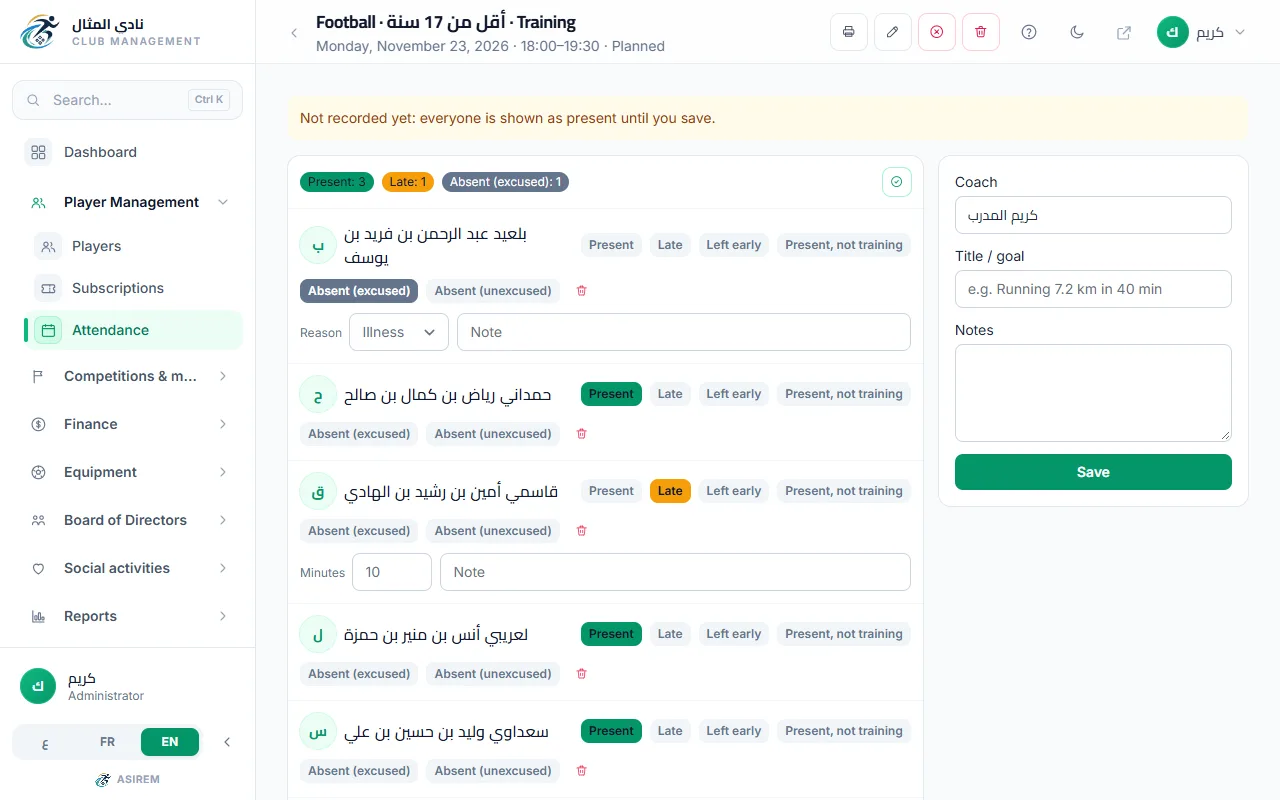 نادي المثال
CLUB MANAGEMENT
Search...
Ctrl K
Dashboard
Player Management
Players
Subscriptions
Attendance
Competitions & m...
Finance
Equipment
Board of Directors
Social activities
Reports
ك
كريم
Administrator
ع
FR
EN
ASIREM
Football · أقل من 17 سنة · Training
Monday, November 23, 2026 · 18:00–19:30 · Planned
ك
كريم
Not recorded yet: everyone is shown as present until you save.
Present: 3
Late: 1
Absent (excused): 1
ب
بلعيد عبد الرحمن بن فريد بن
يوسف
Present
Late
Left early
Present, not training
Absent (excused)
Absent (unexcused)
Reason
Illness
Note
ح
حمداني رياض بن كمال بن صالح
Present
Late
Left early
Present, not training
Absent (excused)
Absent (unexcused)
ق
قاسمي أمين بن رشيد بن الهادي
Present
Late
Left early
Present, not training
Absent (excused)
Absent (unexcused)
Minutes
10
Note
ل
لعريبي أنس بن منير بن حمزة
Present
Late
Left early
Present, not training
Absent (excused)
Absent (unexcused)
س
سعداوي وليد بن حسين بن علي
Present
Late
Left early
Present, not training
Absent (excused)
Absent (unexcused)
Coach
كريم المدرب
Title / goal
e.g. Running 7.2 km in 40 min
Notes
Save